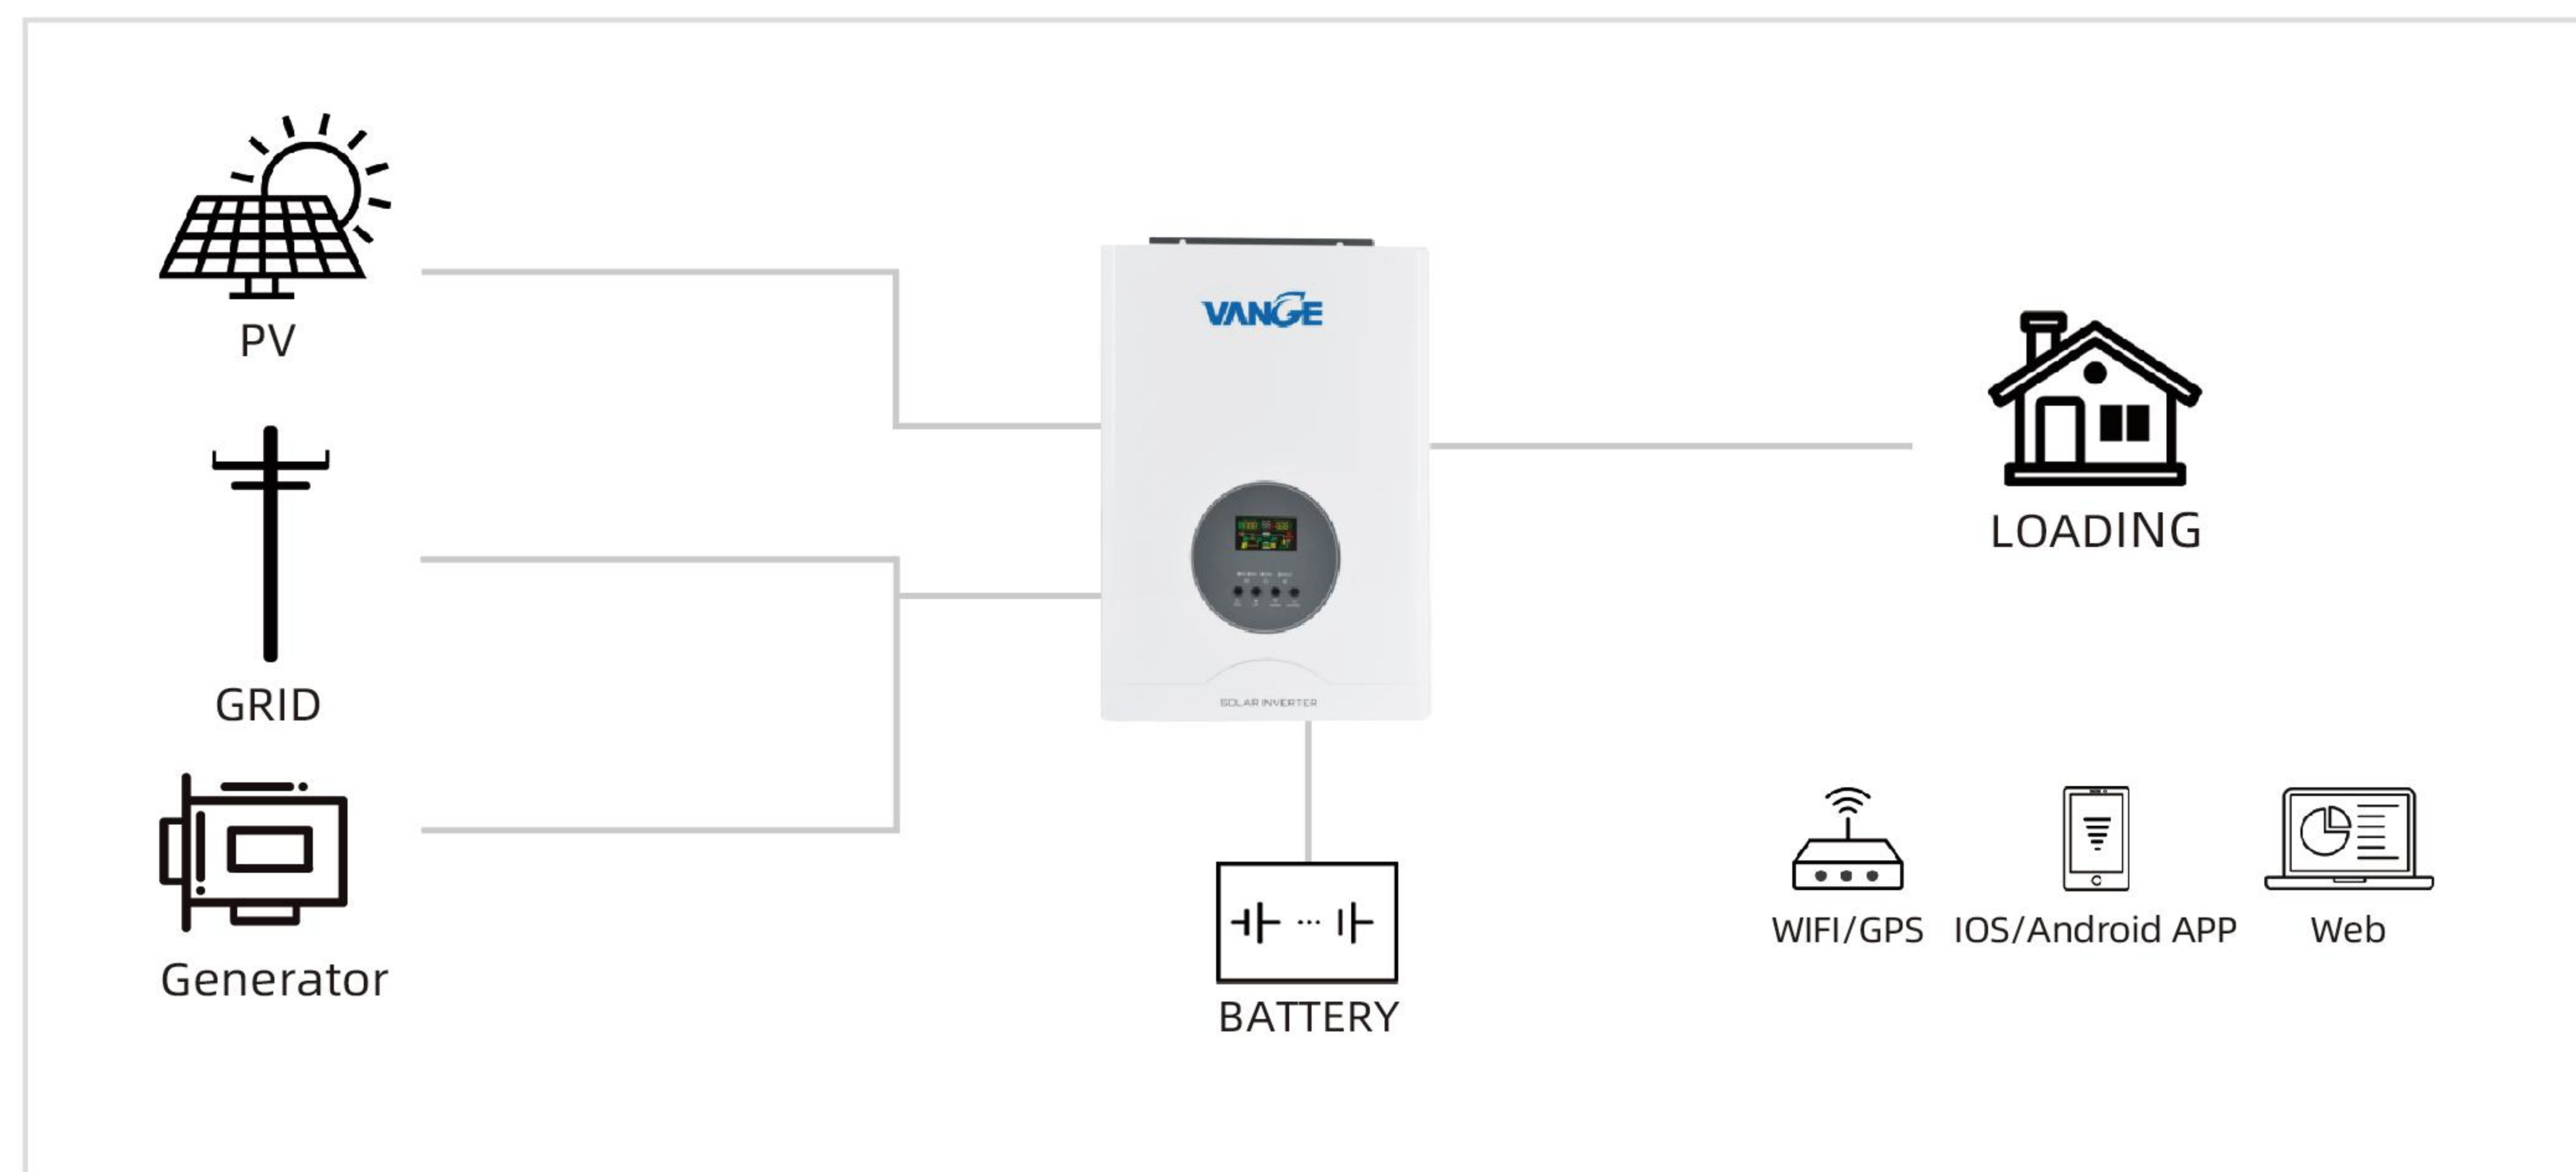 PV
GRID
Generator
VANGE
SOLAR INVERTER
BATTERY
LOADING
WIFI/GPS
IOS/Android APP
Web